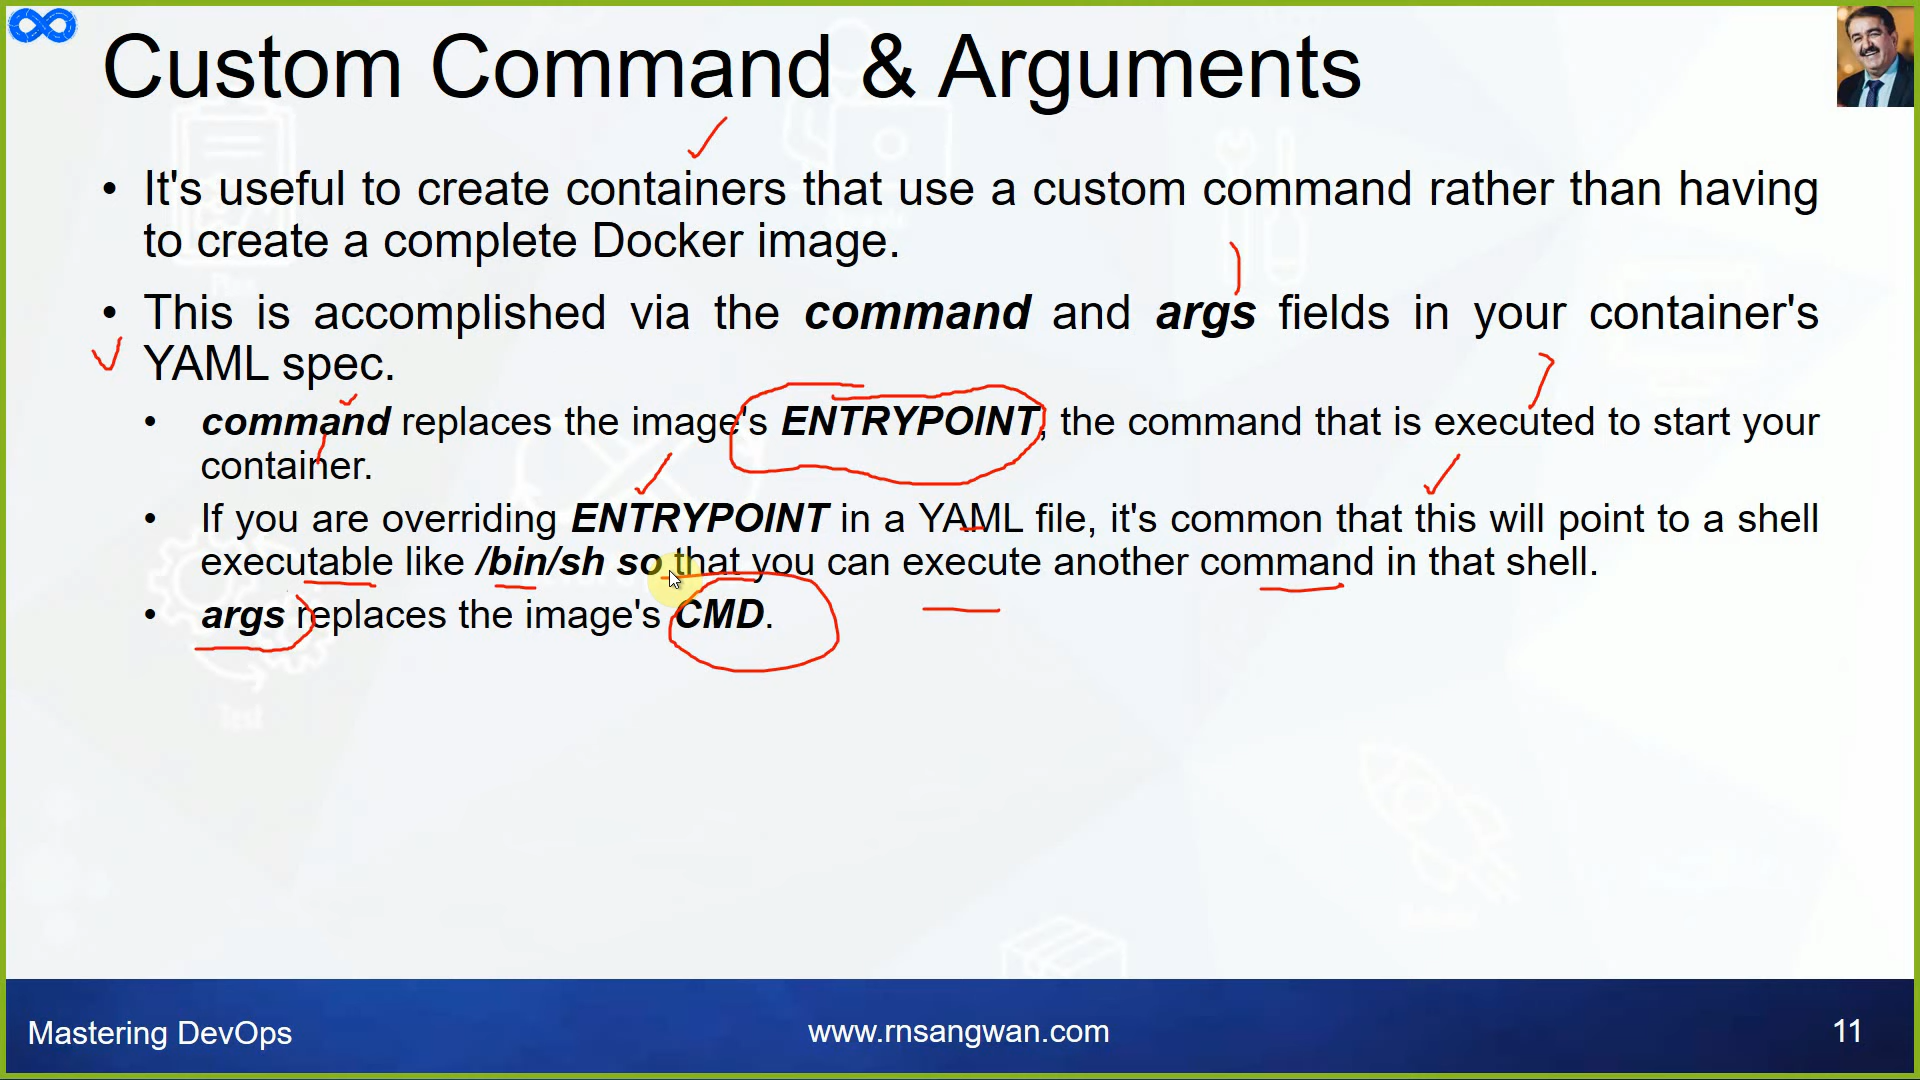 Custom Command & Arguments
• It's useful to create containers that use a custom command rather than having
to create a complete Docker image.
• This is accomplished via the command and args fields in your container's
YAML spec.
• command replaces the image's ENTRYPOINT, the command that is executed to start your
container.
• If you are overriding ENTRYPOINT in a YAML file, it's common that this will point to a shell
executable like /bin/sh so that you can execute another command in that shell.
• args replaces the image's CMD.
Test
Mastering DevOps
www.rnsangwan.com
11